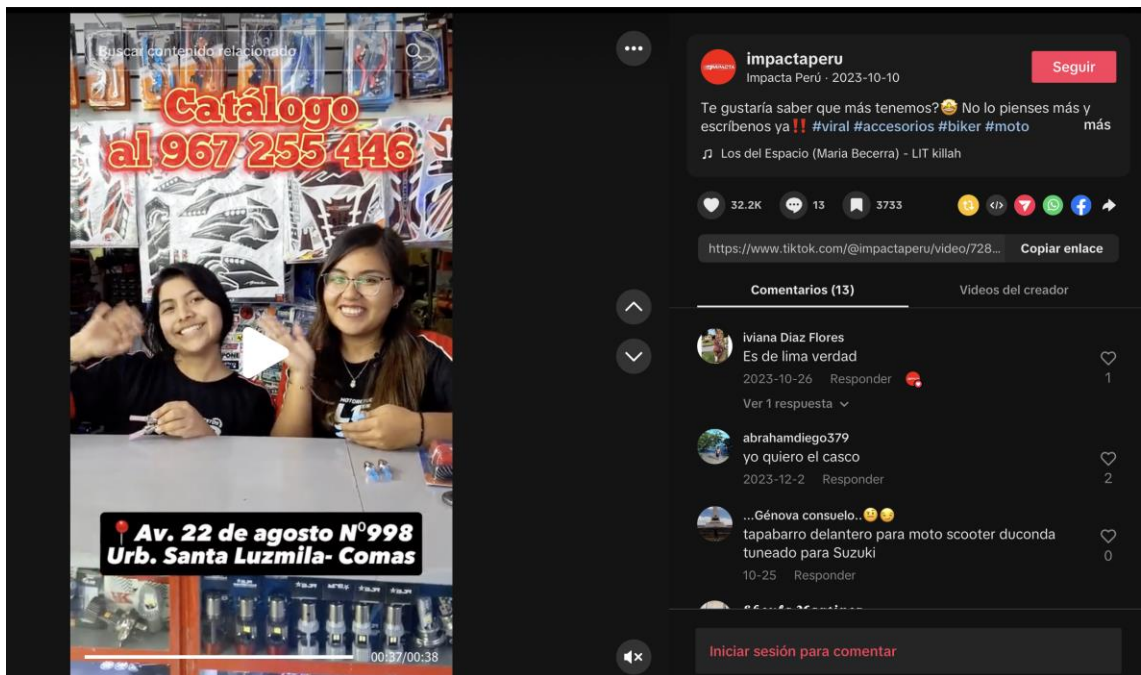 Buscar contenido relacionado
Catálogo
al 967 255 446
Av. 22 de agosto N°998
Urb. Santa Luzmila- Comas
00:37/00:38
impactaperu
Impacta Perú · 2023-10-10
Seguir
Te gustaría saber que más tenemos?🤩 No lo pienses más y
escríbenos ya‼️ #viral #accesorios #biker #moto
más
Los del Espacio (Maria Becerra) - LIT killah
32.2K
13
3733
https://www.tiktok.com/@impactaperu/video/728...
Copiar enlace
Comentarios (13)
Videos del creador
iviana Diaz Flores
Es de lima verdad
2023-10-26 Responder
1
Ver 1 respuesta
abrahamdiego379
yo quiero el casco
2023-12-2 Responder
2
...Génova consuelo..
tapabarro delantero para moto scooter duconda
tuneado para Suzuki
0
10-25 Responder
Iniciar sesión para comentar